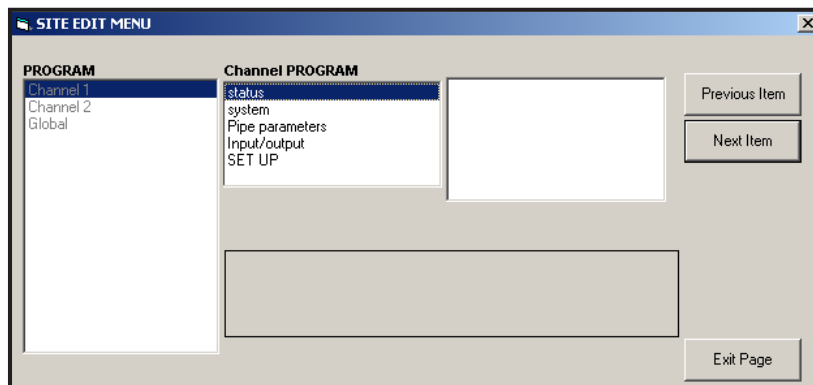 SITE EDIT MENU
PROGRAM
Channel 1
Channel 2
Global
Channel PROGRAM
status
system
Pipe parameters
Input/output
SET UP
Previous Item
Next Item
Exit Page